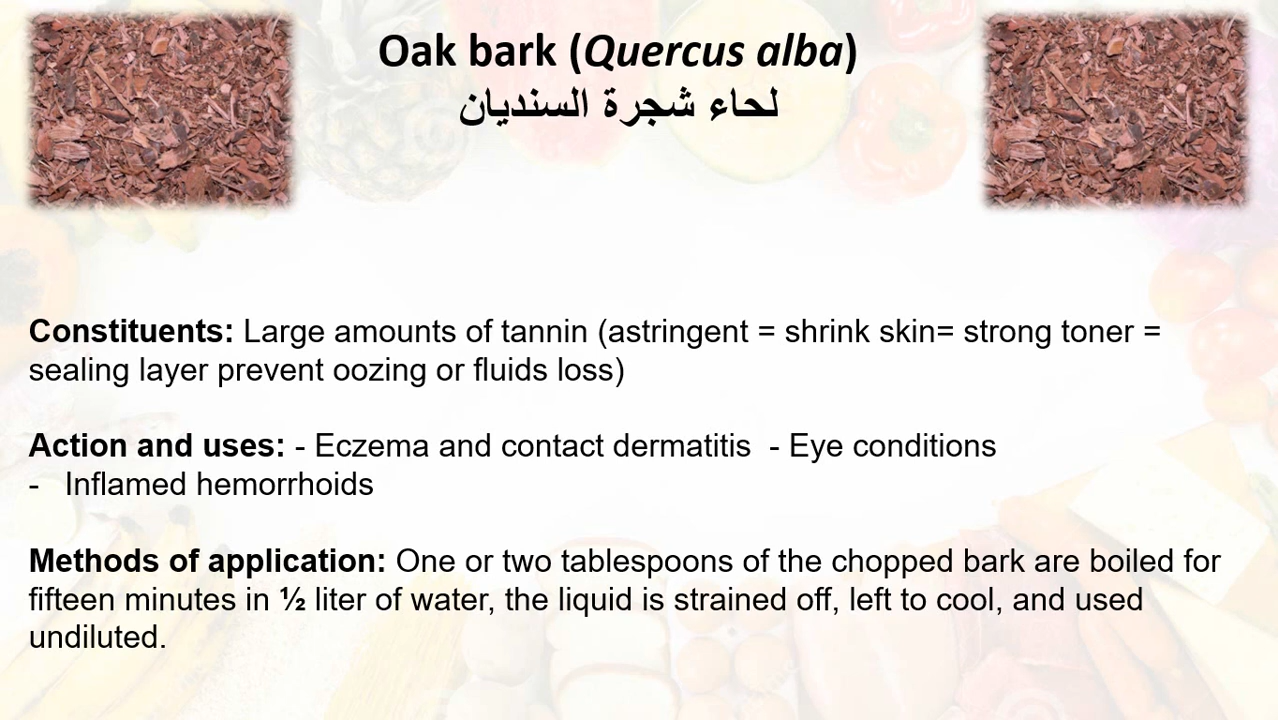 Oak bark (Quercus alba)
لحاء شجرة السنديان
Constituents: Large amounts of tannin (astringent = shrink skin= strong toner =
sealing layer prevent oozing or fluids loss)
Action and uses: - Eczema and contact dermatitis  - Eye conditions
-   Inflamed hemorrhoids
Methods of application: One or two tablespoons of the chopped bark are boiled for
fifteen minutes in ½ liter of water, the liquid is strained off, left to cool, and used
undiluted.